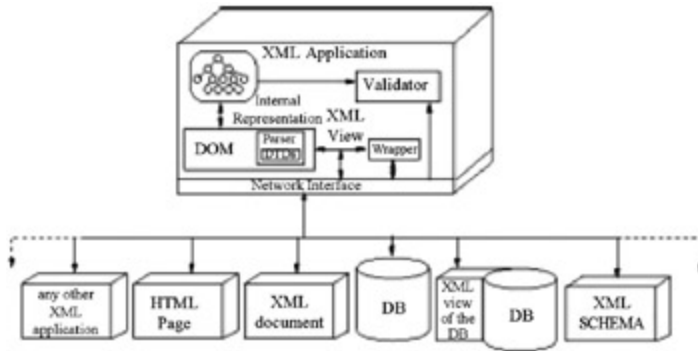 XML Application
Validator
Internal
Representation
XML
View
DOM
Parser
DTDs
Wrapper
Network Interface
any other
XML
application
HTML
Page
XML
document
DB
XML
view
of the
DB
DB
XML
SCHEMA